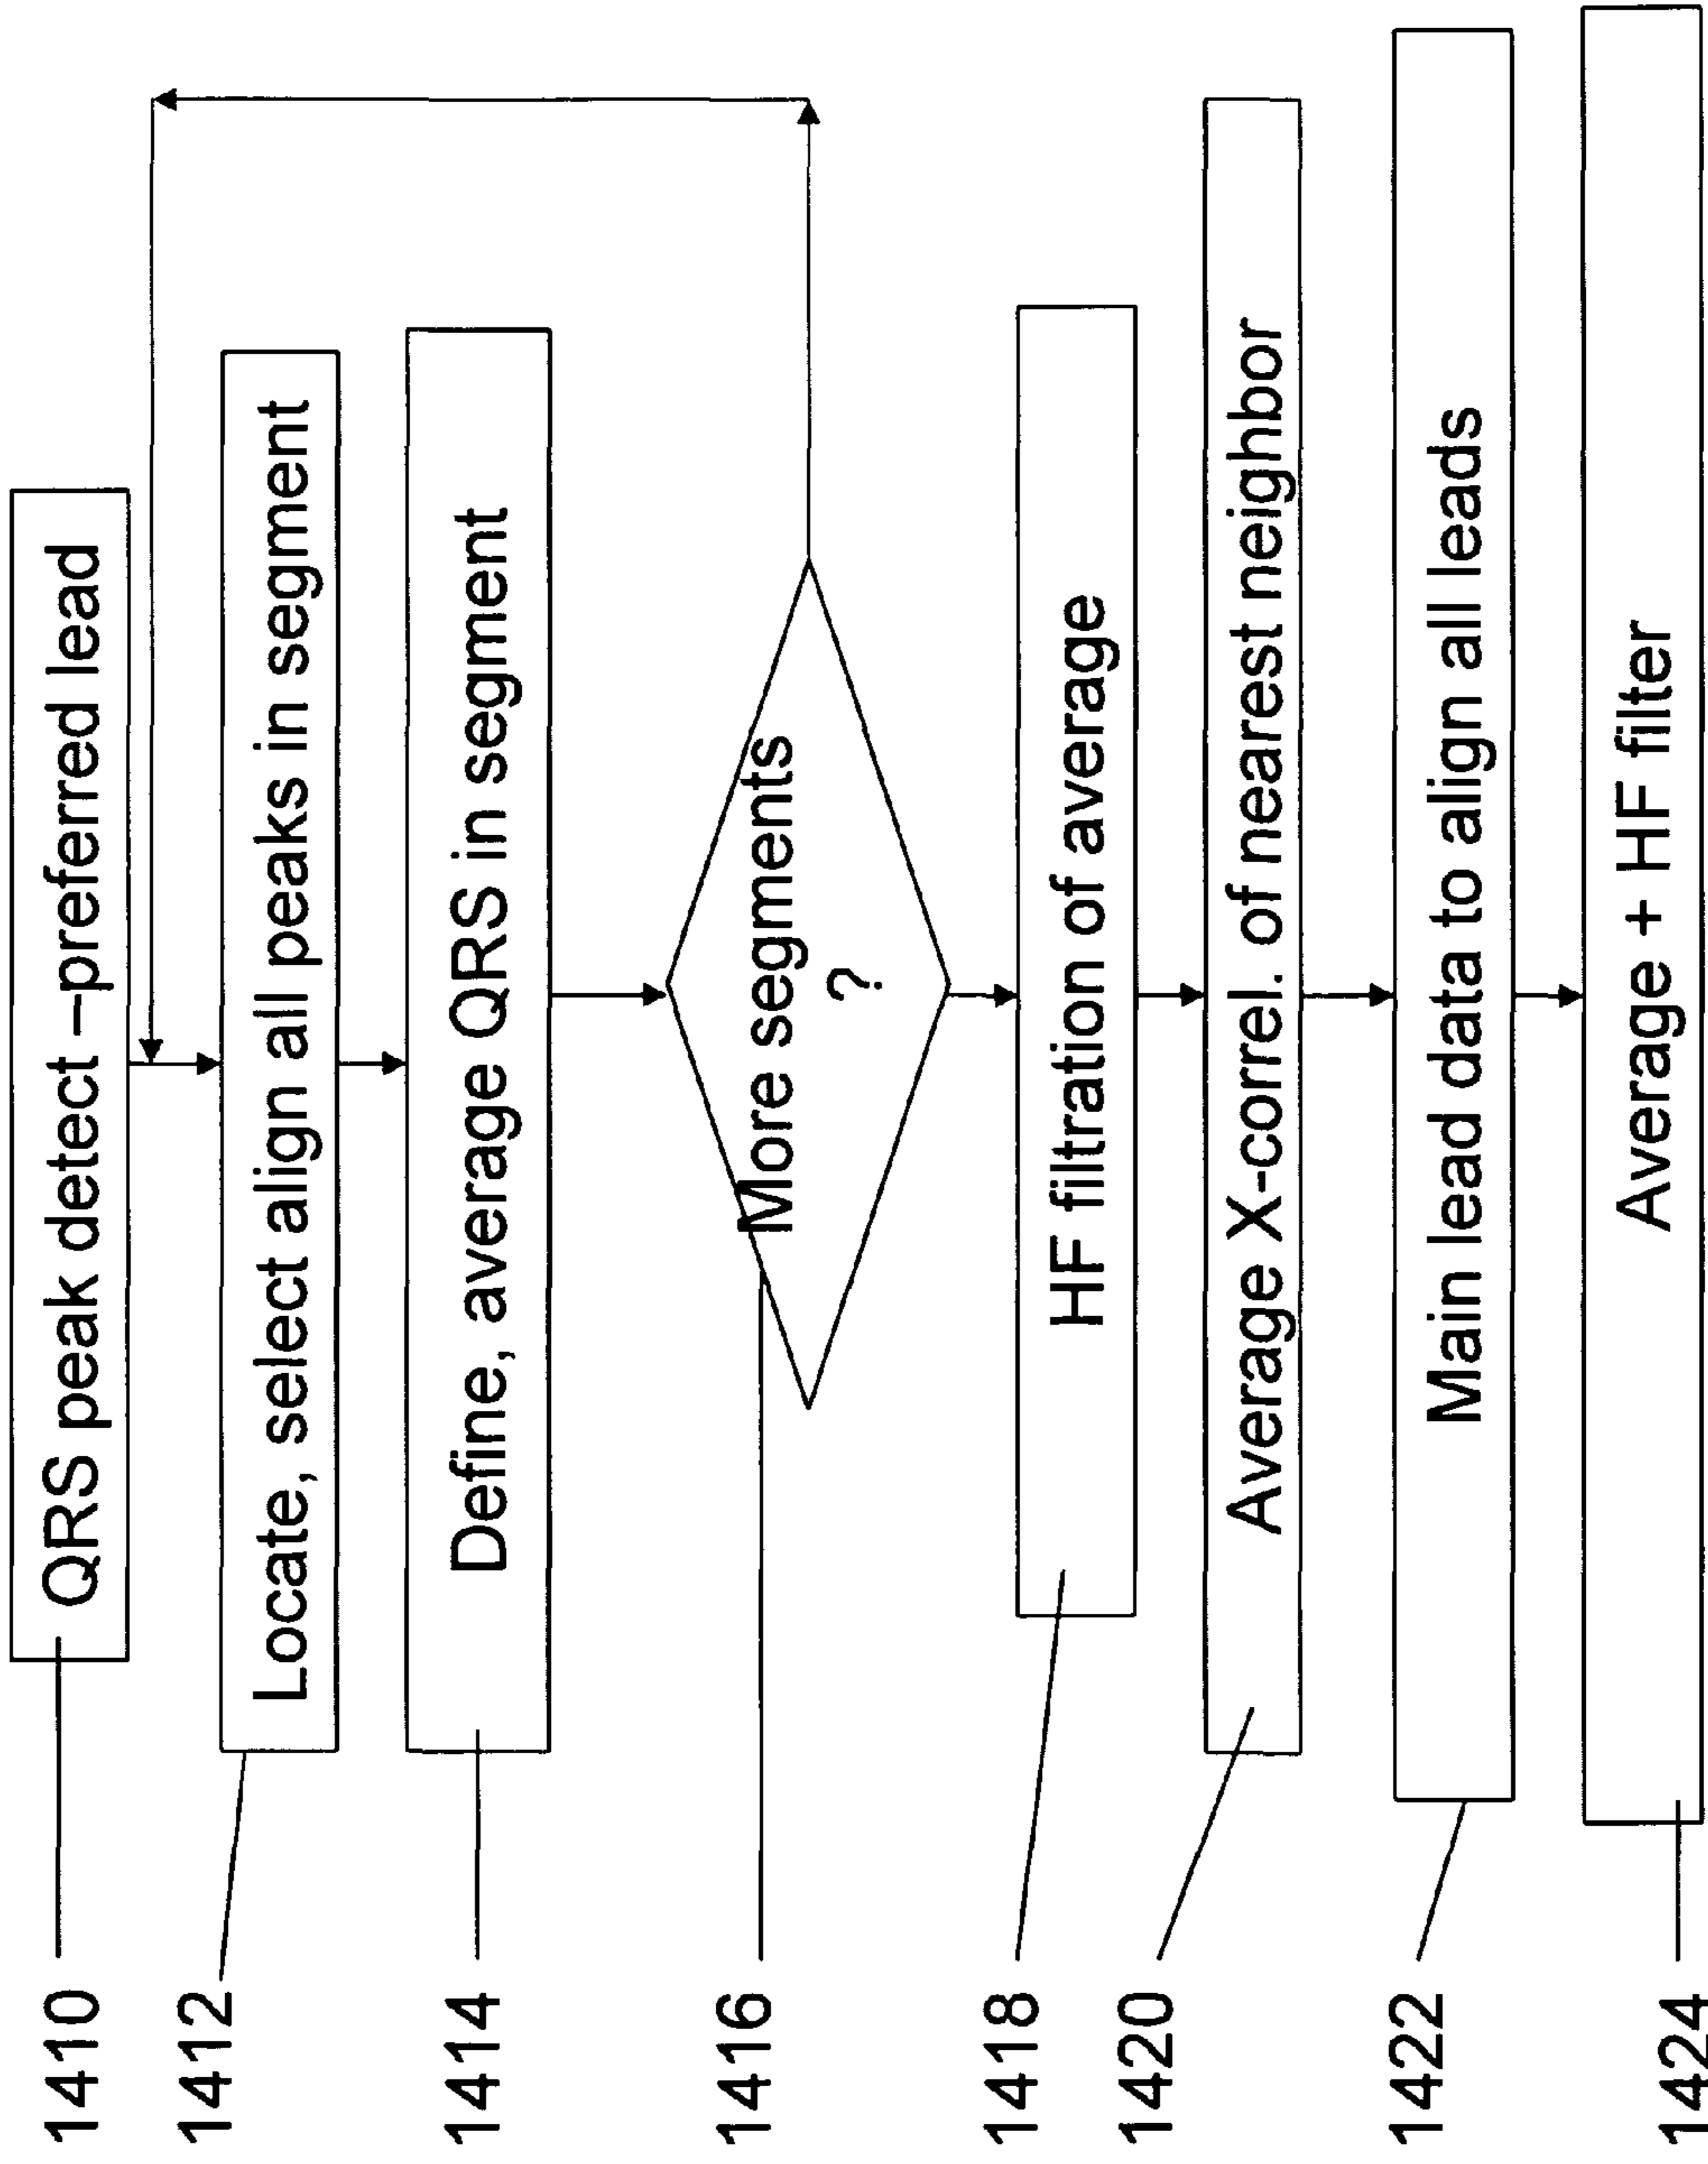 1410
QRS peak detect –preferred lead
1412
Locate, select align all peaks in segment
1414
Define, average QRS in segment
1416
More segments
?
1418
HF filtration of average
1420
Average X-correl. of nearest neighbor
1422
Main lead data to align all leads
1424
Average + HF filter